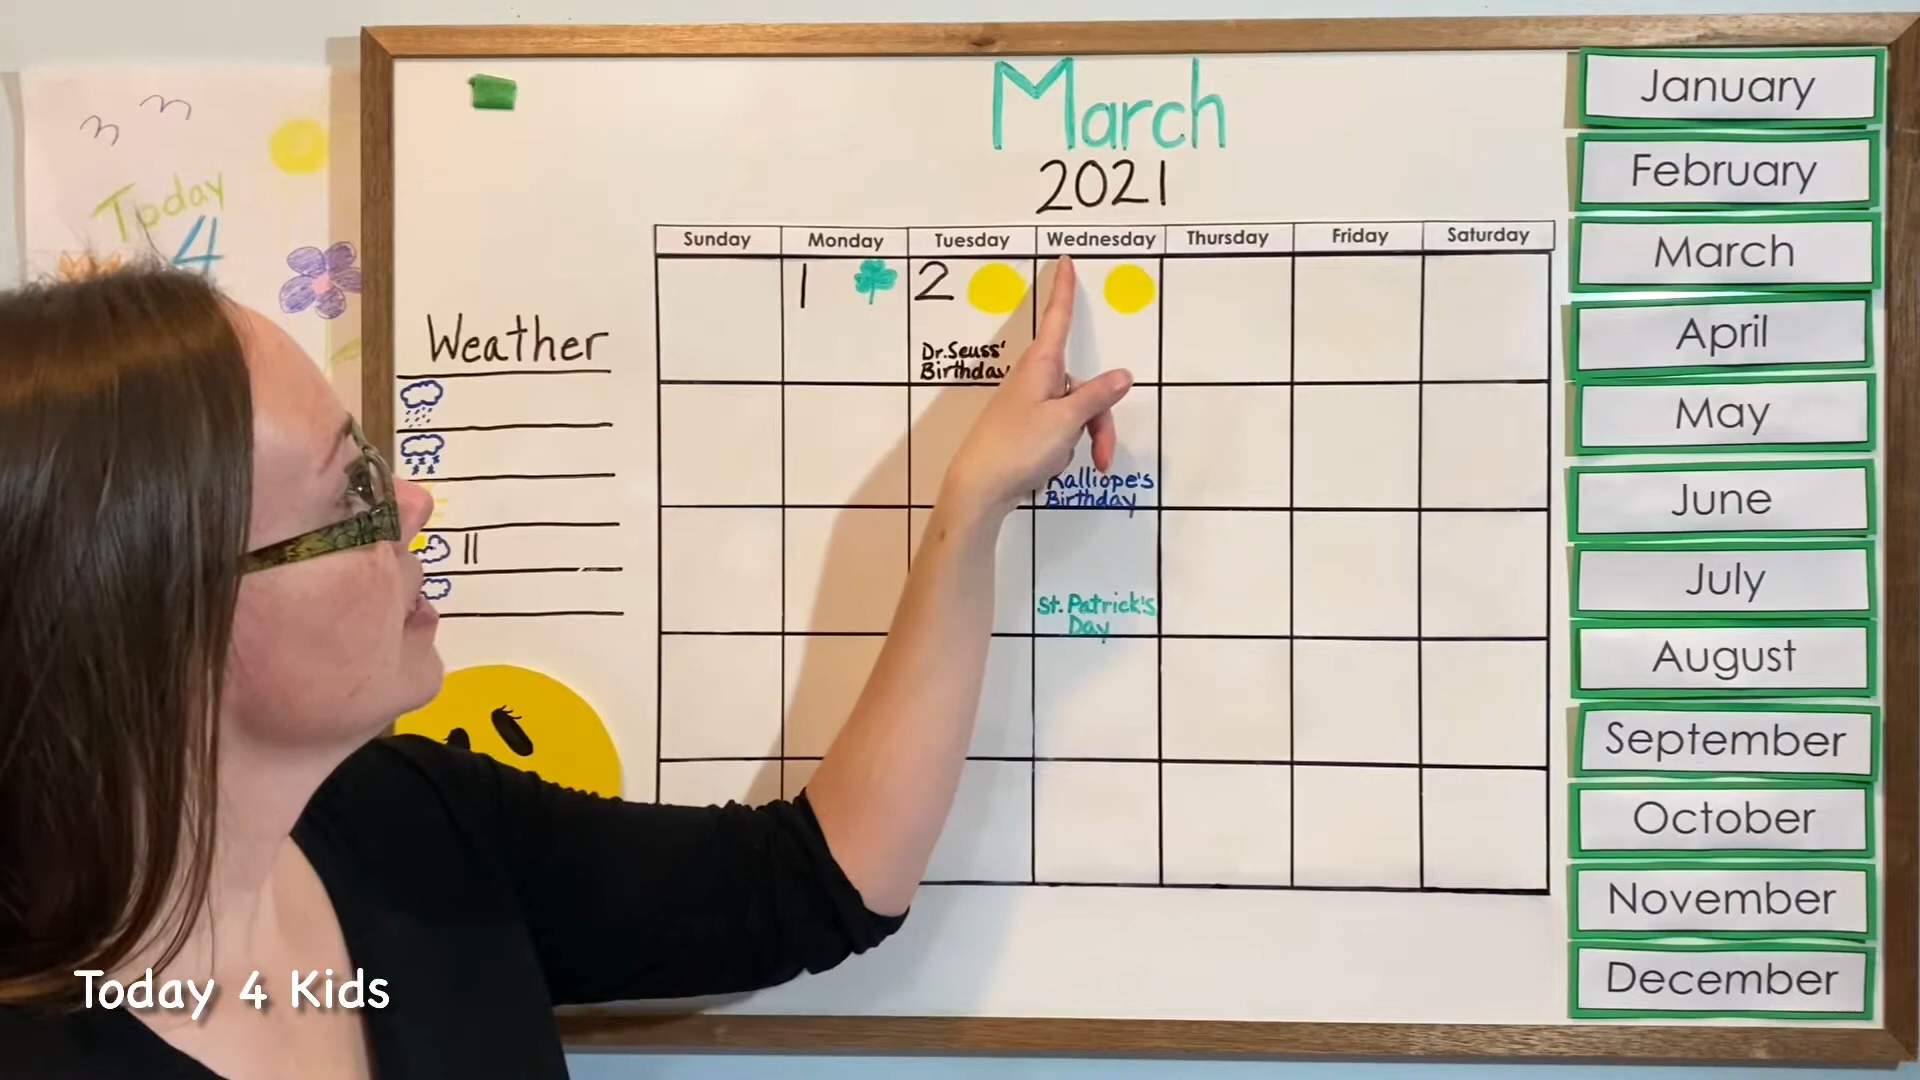 Today
4
March
2021
Sunday Monday Tuesday Wednesday Thursday Friday Saturday
1 2
Dr. Seuss'
Birthday
Kalliope's
Birthday
St. Patrick's
Day
Weather
January
February
March
April
May
June
July
August
September
October
November
December
Today 4 Kids